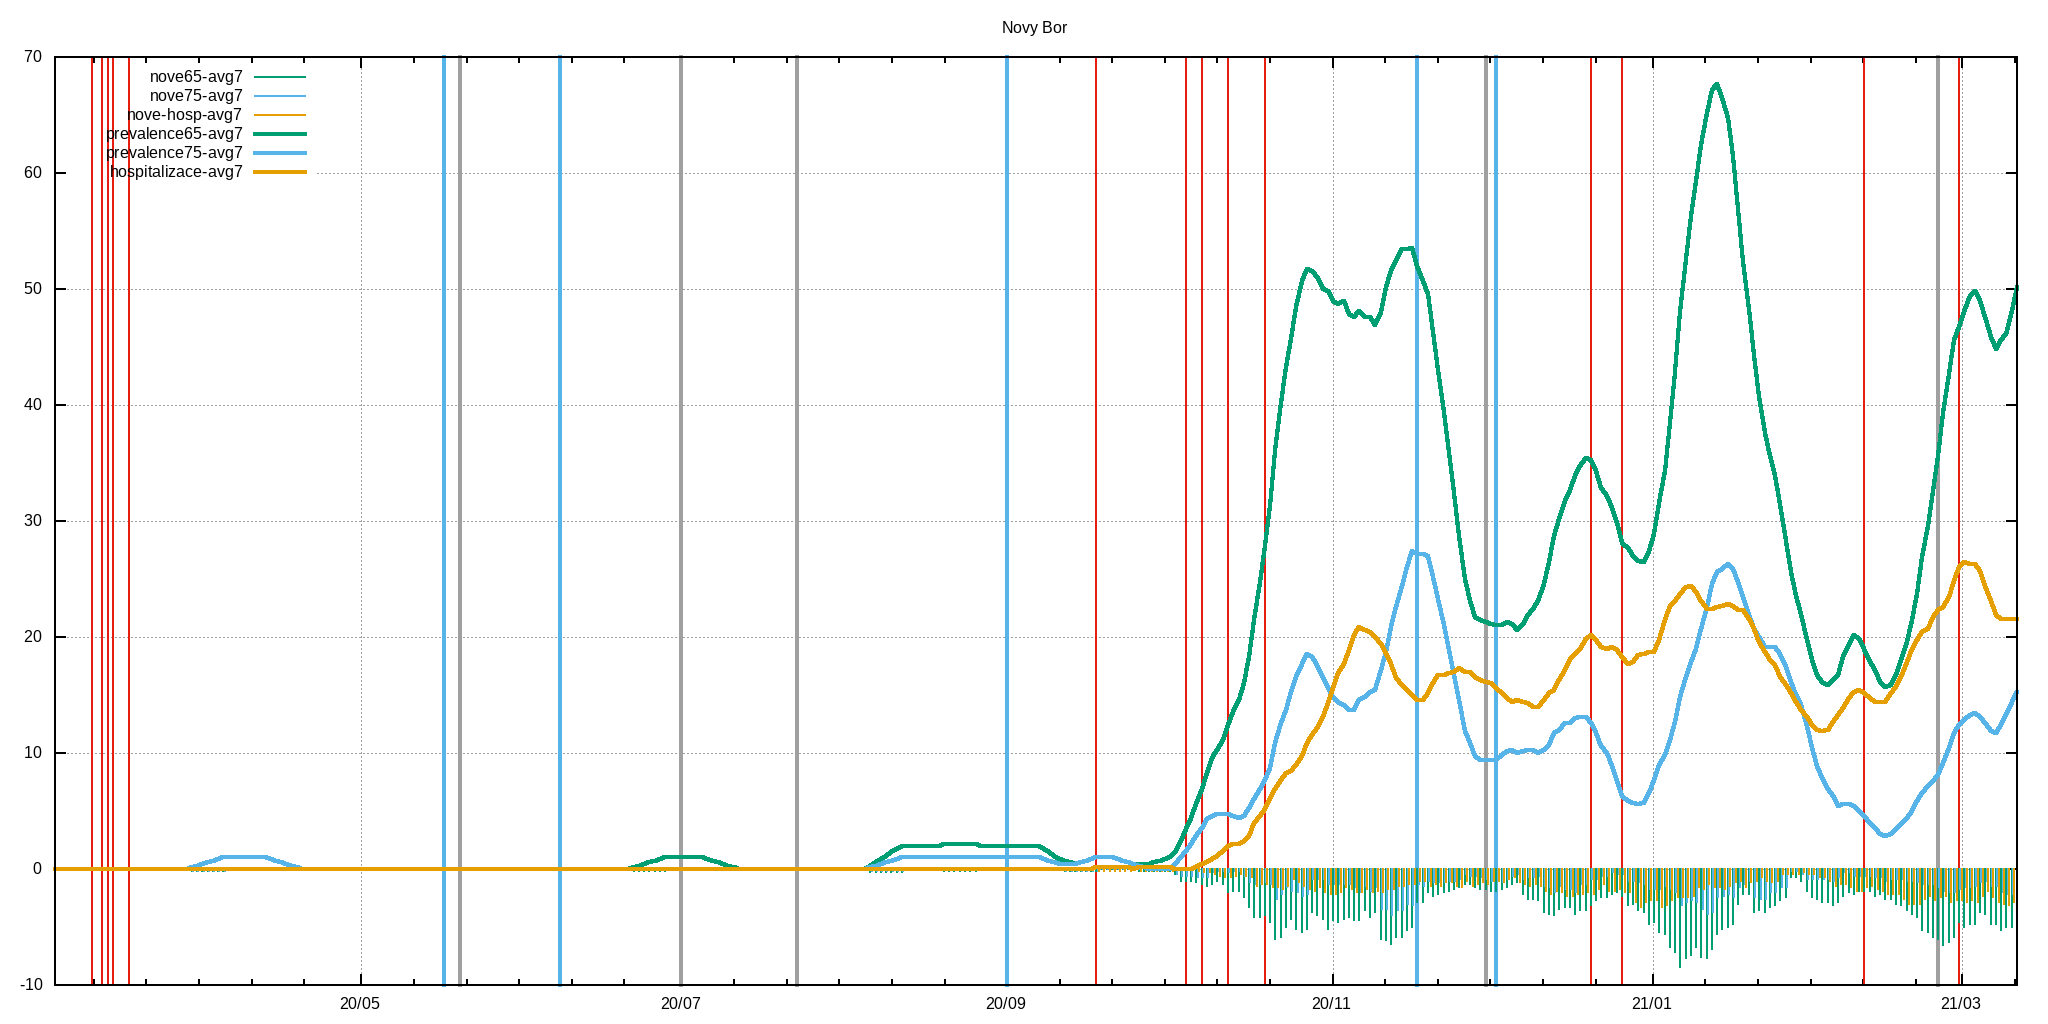 Novy Bor
70
60
50
40
30
20
10
0
-10
nove65-avg7
nove75-avg7
nove-hosp-avg7
prevalence65-avg7
prevalence75-avg7
hospitalizace-avg7
20/05 20/07 20/09 20/11 21/01 21/03